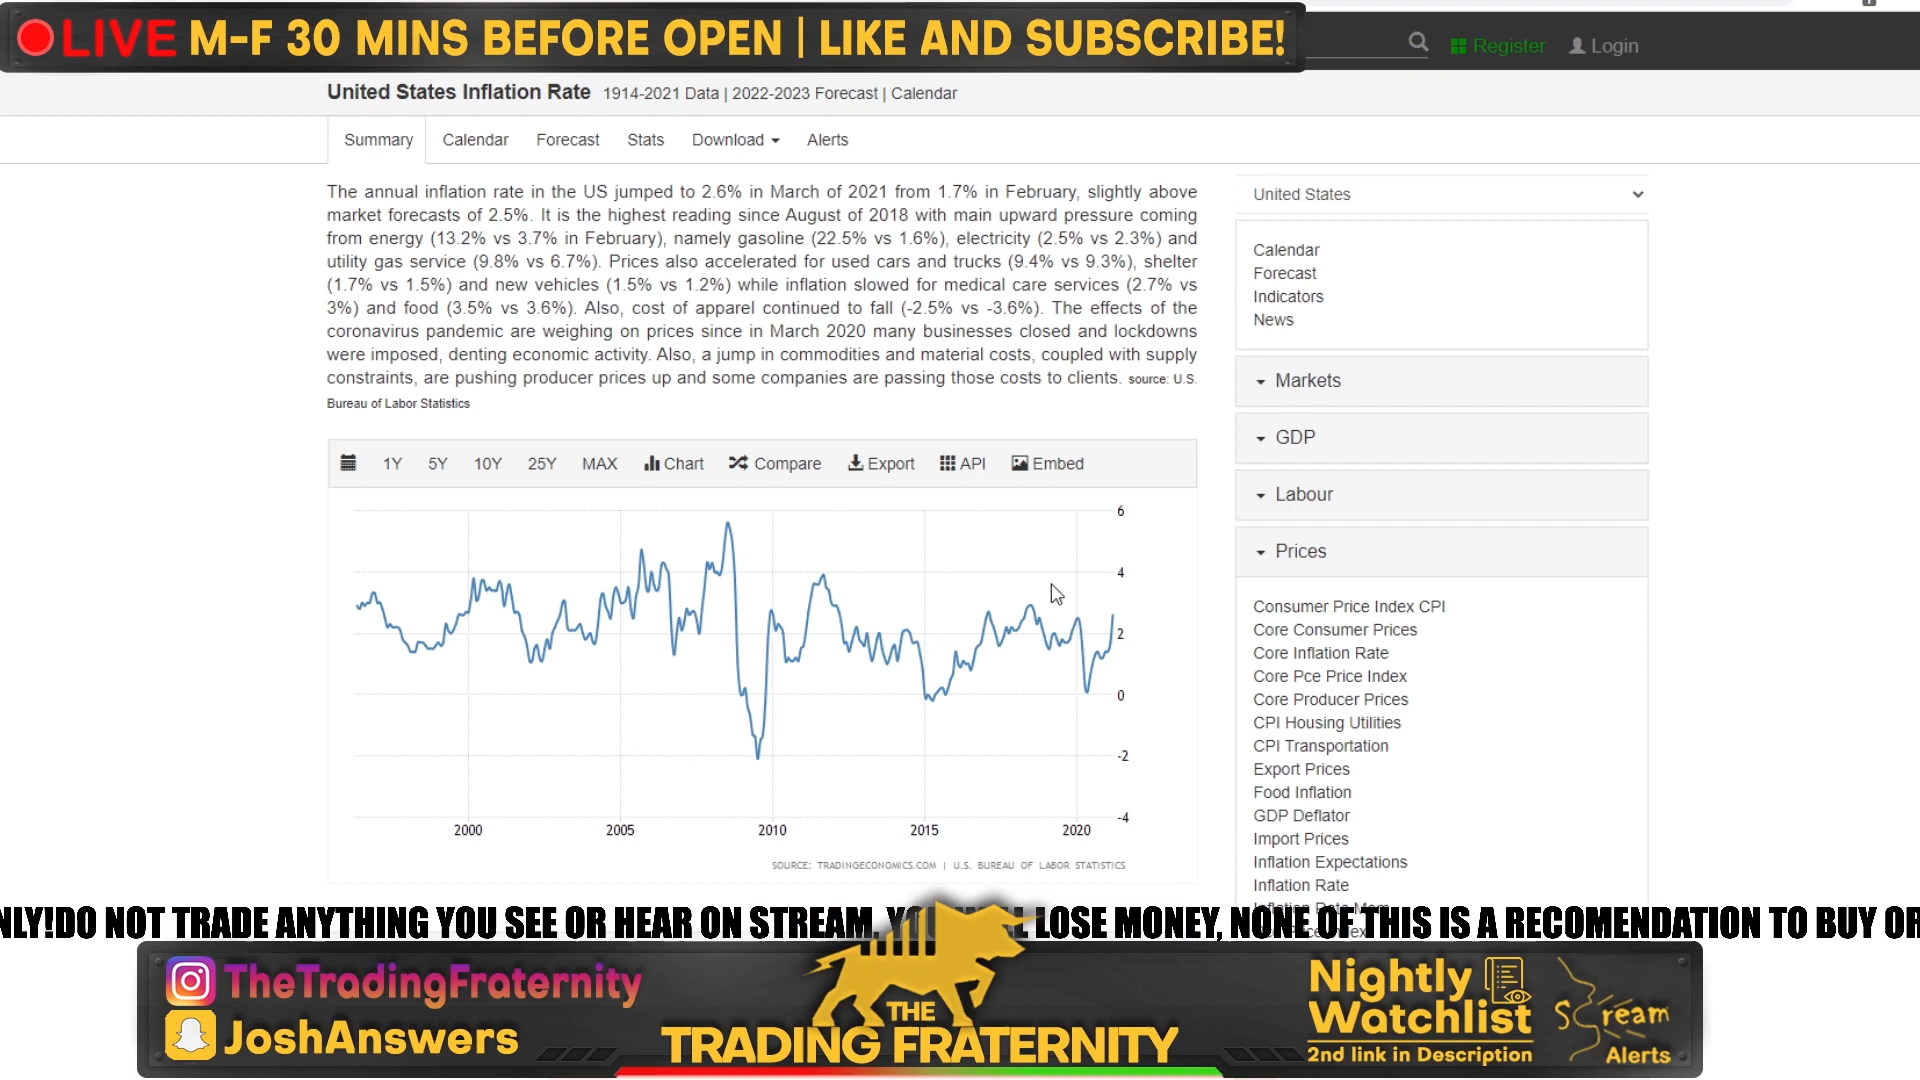 LIVE M-F 30 MINS BEFORE OPEN | LIKE AND SUBSCRIBE!
Register Login
United States Inflation Rate 1914-2021 Data | 2022-2023 Forecast | Calendar
Summary Calendar Forecast Stats Download Alerts
The annual inflation rate in the US jumped to 2.6% in March of 2021 from 1.7% in February, slightly above
market forecasts of 2.5%. It is the highest reading since August of 2018 with main upward pressure coming
from energy (13.2% vs 3.7% in February), namely gasoline (22.5% vs 1.6%), electricity (2.5% vs 2.3%) and
utility gas service (9.8% vs 6.7%). Prices also accelerated for used cars and trucks (9.4% vs 9.3%), shelter
(1.7% vs 1.5%) and new vehicles (1.5% vs 1.2%) while inflation slowed for medical care services (2.7% vs
3%) and food (3.5% vs 3.6%). Also, cost of apparel continued to fall (-2.5% vs -3.6%). The effects of the
coronavirus pandemic are weighing on prices since in March 2020 many businesses closed and lockdowns
were imposed, denting economic activity. Also, a jump in commodities and material costs, coupled with supply
constraints, are pushing producer prices up and some companies are passing those costs to clients. source: U.S.
Bureau of Labor Statistics
1Y 5Y 10Y 25Y MAX Chart Compare Export API Embed
6
4
2
0
-2
-4
2000 2005 2010 2015 2020
SOURCE: TRADINGECONOMICS.COM | U.S. BUREAU OF LABOR STATISTICS
United States
Calendar
Forecast
Indicators
News
Markets
GDP
Labour
Prices
Consumer Price Index CPI
Core Consumer Prices
Core Inflation Rate
Core Pce Price Index
Core Producer Prices
CPI Housing Utilities
CPI Transportation
Export Prices
Food Inflation
GDP Deflator
Import Prices
Inflation Expectations
Inflation Rate
NLY!DO NOT TRADE ANYTHING YOU SEE OR HEAR ON STREAM. LOSE MONEY, NONE OF THIS IS A RECOMENDATION TO BUY OR
TheTradingFraternity
JoshAnswers
THE
TRADING FRATERNITY
Nightly
Watchlist
2nd link in Description
Scream
Alerts